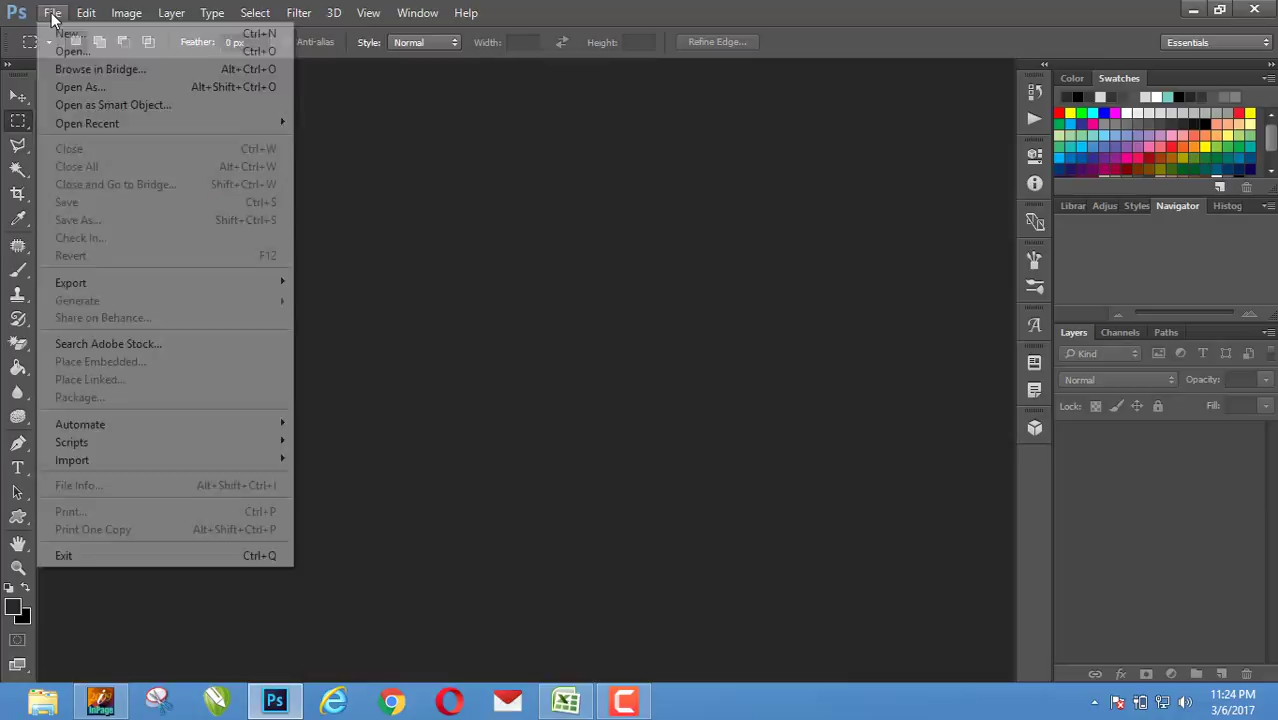 Ps File Edit Image Layer Type Select Filter 3D View Window Help
Feather: 0 px Anti-alias Style: Normal Width: Height: Refine Edge... Essentials
New... Ctrl+N
Open... Ctrl+O
Browse in Bridge... Alt+Ctrl+O
Open As... Alt+Shift+Ctrl+O
Open as Smart Object...
Open Recent
Close Ctrl+W
Close All Alt+Ctrl+W
Close and Go to Bridge... Shift+Ctrl+W
Save Ctrl+S
Save As... Shift+Ctrl+S
Check In...
Revert F12
Export
Generate
Share on Behance...
Search Adobe Stock...
Place Embedded...
Place Linked...
Package...
Automate
Scripts
Import
File Info... Alt+Shift+Ctrl+I
Print... Ctrl+P
Print One Copy Alt+Shift+Ctrl+P
Exit Ctrl+Q
Color Swatches
Librar Adjus Styles Navigator Histog
Layers Channels Paths
Kind
Normal Opacity:
Lock: Fill:
InPage
Ps
11:24 PM
3/6/2017